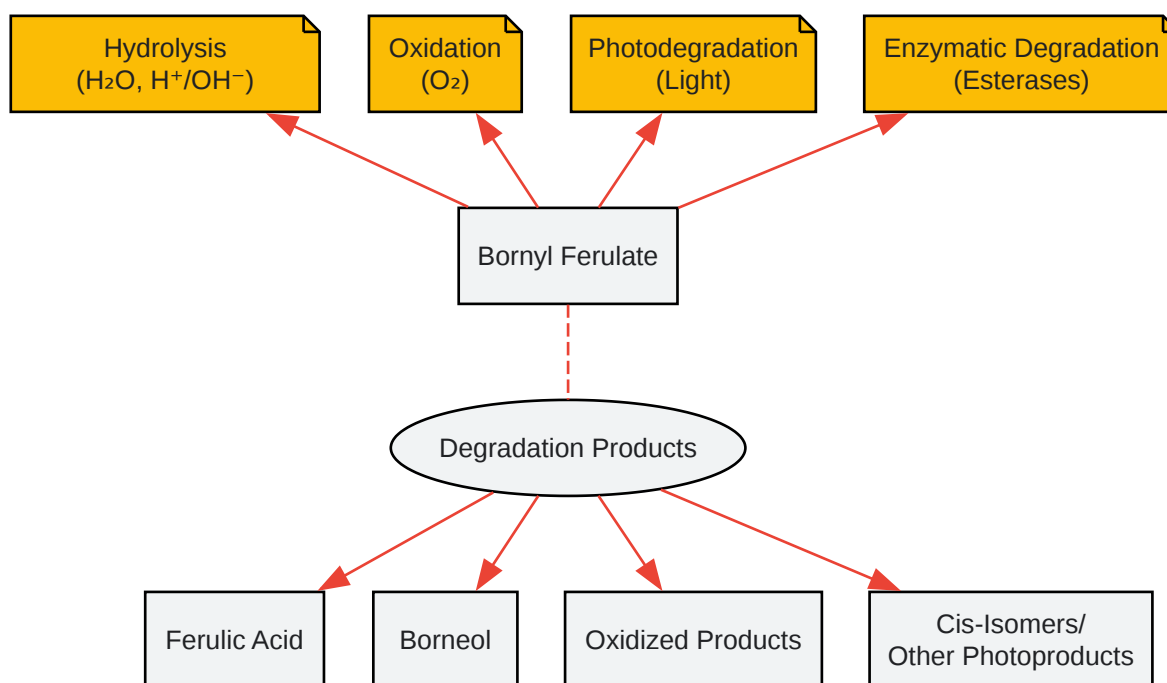 Hydrolysis
(H₂O, H⁺/OH⁻)
Oxidation
(O₂)
Photodegradation
(Light)
Enzymatic Degradation
(Esterases)
Bornyl Ferulate
Degradation Products
Ferulic Acid
Borneol
Oxidized Products
Cis-Isomers/
Other Photoproducts